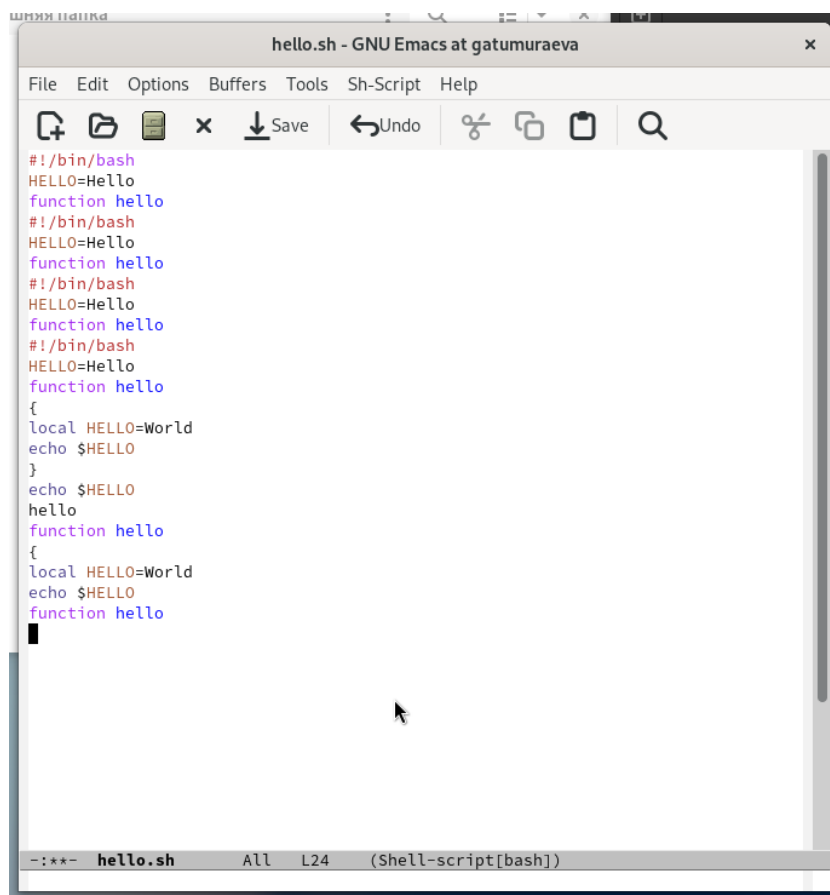 шняя папка
hello.sh - GNU Emacs at gatumuraeva
File Edit Options Buffers Tools Sh-Script Help
Save Undo
#!/bin/bash
HELLO=Hello
function hello
#!/bin/bash
HELLO=Hello
function hello
#!/bin/bash
HELLO=Hello
function hello
#!/bin/bash
HELLO=Hello
function hello
{
local HELLO=World
echo $HELLO
}
echo $HELLO
hello
function hello
{
local HELLO=World
echo $HELLO
function hello
-:**- hello.sh All L24 (Shell-script[bash])